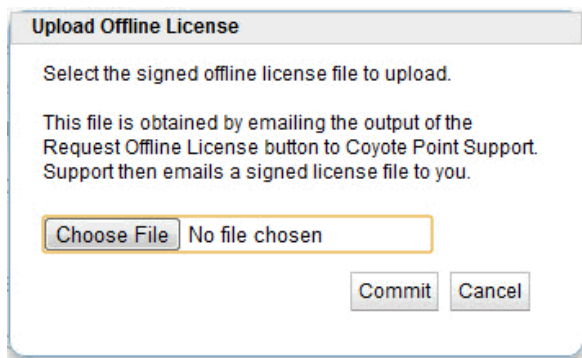 Upload Offline License
Select the signed offline license file to upload.
This file is obtained by emailing the output of the
Request Offline License button to Coyote Point Support.
Support then emails a signed license file to you.
Choose File No file chosen
Commit Cancel